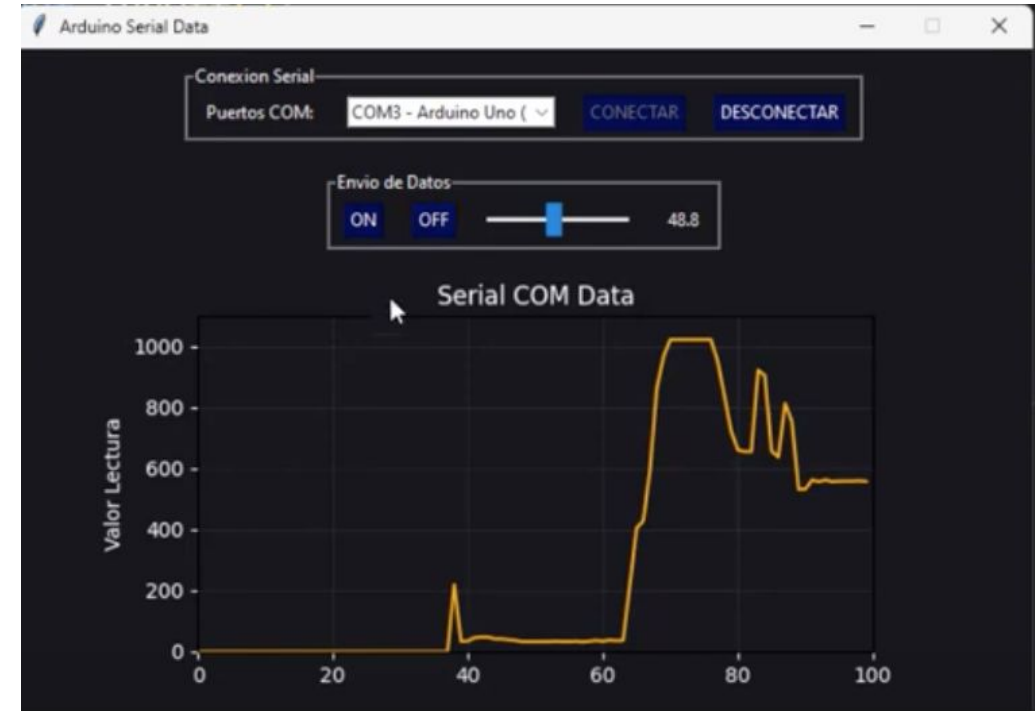 Arduino Serial Data
Conexion Serial
Puertos COM: COM3 - Arduino Uno ( CONECTAR DESCONECTAR
Envio de Datos
ON OFF 48.8
Serial COM Data
Valor Lectura
1000
800
600
400
200
0
0 20 40 60 80 100